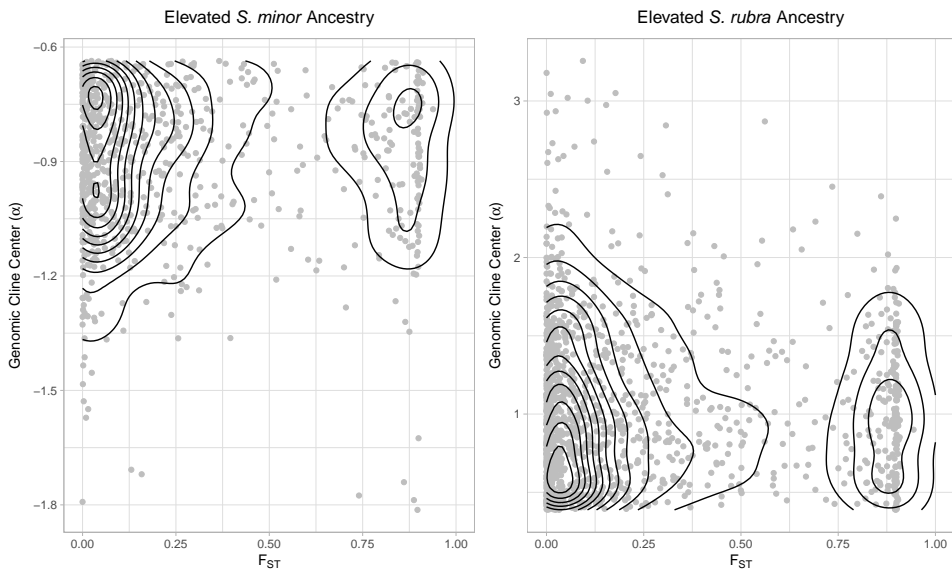 Elevated S. minor Ancestry
Elevated S. rubra Ancestry
Genomic Cline Center (α)
−0.6
−0.9
−1.2
−1.5
−1.8
0.00 0.25 0.50 0.75 1.00
FST
Genomic Cline Center (α)
3
2
1
0.00 0.25 0.50 0.75 1.00
FST